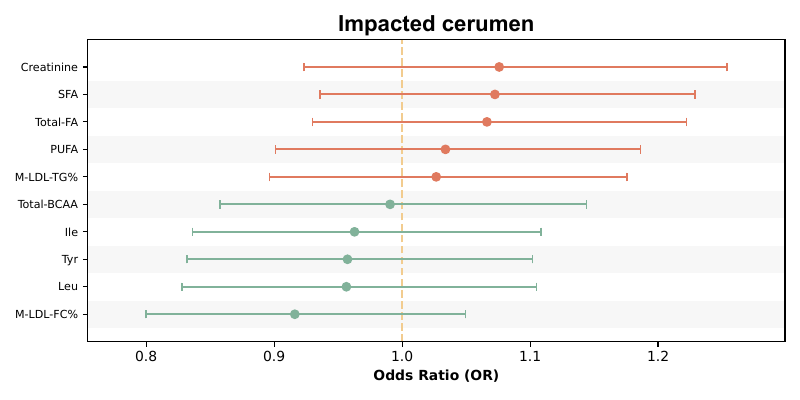 Impacted cerumen
Creatinine
SFA
Total-FA
PUFA
M-LDL-TG%
Total-BCAA
Ile
Tyr
Leu
M-LDL-FC%
0.8 0.9 1.0 1.1 1.2
Odds Ratio (OR)